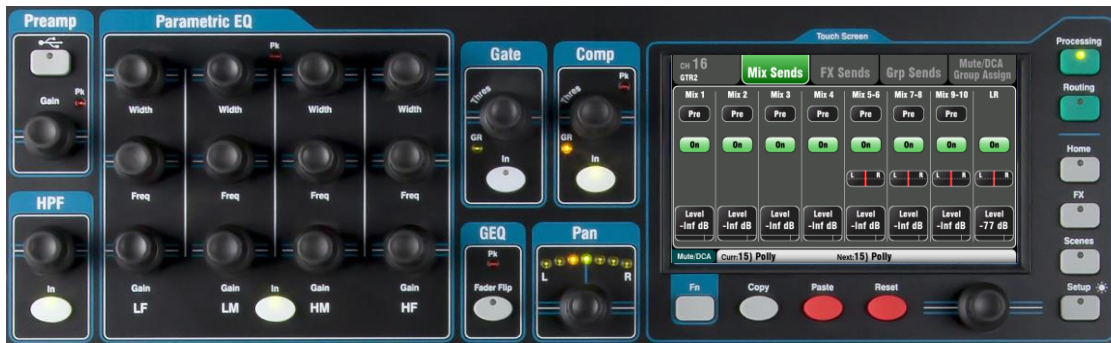 Preamp
Pk
Gain
HPF
In
Parametric EQ
Pk
Width Width Width Width
Freq Freq Freq Freq
Gain Gain In Gain Gain
LF LM HM HF
Gate
Thres
GR
In
Comp
Pk
Thres
GR
In
GEQ
Pk
Fader Flip
Pan
L R
Touch Screen
CH 16
GTR2
Mix Sends
FX Sends
Grp Sends
Mute/DCA
Group Assign
Mix 1 Mix 2 Mix 3 Mix 4 Mix 5-6 Mix 7-8 Mix 9-10 LR
Pre Pre Pre Pre Pre Pre Pre
On On On On On On On On
L R L R L R L R
Level Level Level Level Level Level Level Level
-Inf dB -Inf dB -Inf dB -Inf dB -Inf dB -Inf dB -Inf dB -77 dB
Mute/DCA Curr:15) Polly Next:15) Polly
Fn Copy Paste Reset
Processing
Routing
Home
FX
Scenes
Setup